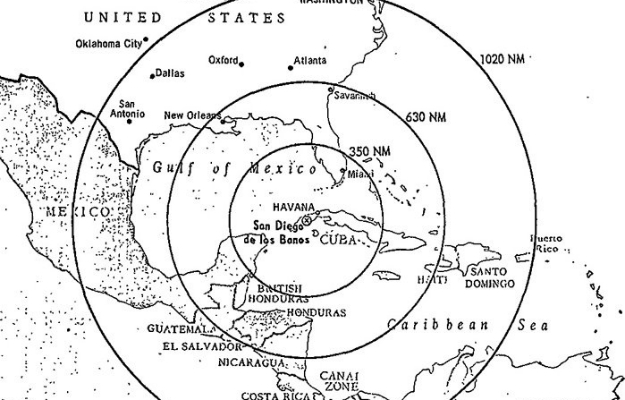 WASHINGTON
UNITED STATES
Oklahoma City
1020 NM
Oxford
Atlanta
Dallas
Savannah
San
Antonio
New Orleans
630 NM
350 NM
Gulf of Mexico
Miami
MEXICO
HAVANA
San Diego
de los Banos
CUBA
Puerto
Rico
HAITI
SANTO
DOMINGO
BRITISH
HONDURAS
HONDURAS
GUATEMALA
Caribbean Sea
EL SALVADOR
NICARAGUA
CANAL
ZONE
COSTA RICA